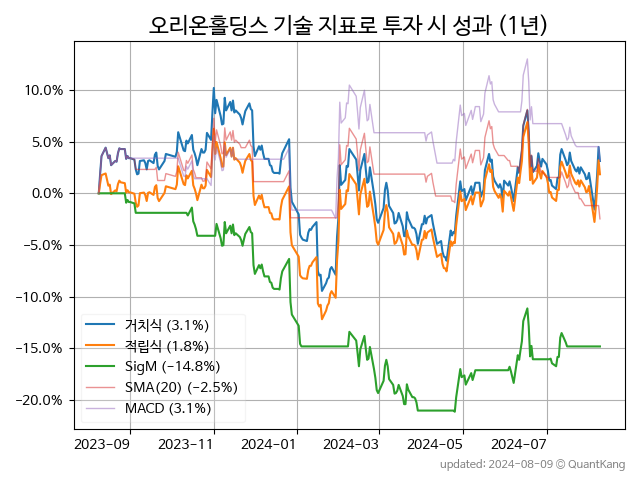 오리온홀딩스 기술 지표로 투자 시 성과 (1년)
10.0%
5.0%
0.0%
−5.0%
−10.0%
−15.0%
−20.0%
거치식 (3.1%)
적립식 (1.8%)
SigM (−14.8%)
SMA(20) (−2.5%)
MACD (3.1%)
2023-09 2023-11 2024-01 2024-03 2024-05 2024-07
updated: 2024-08-09 ⓒ QuantKang